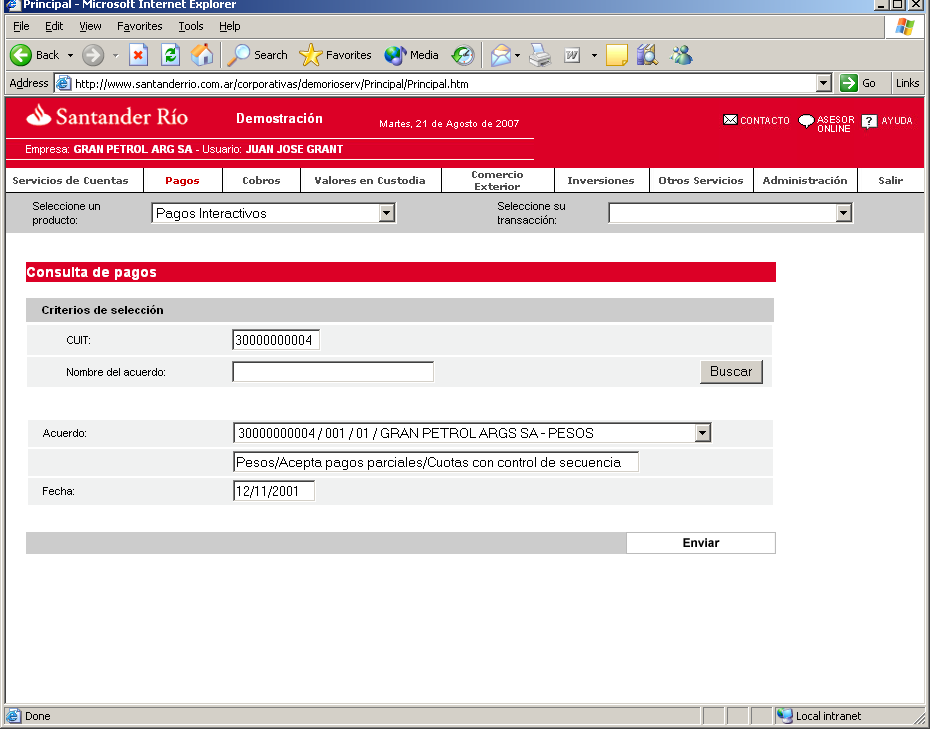 Principal - Microsoft Internet Explorer
File Edit View Favorites Tools Help
Back Search Favorites Media
Address http://www.santanderrio.com.ar/corporativas/demorioserv/Principal/Principal.htm Go Links
Santander Río Demostración Martes, 21 de Agosto de 2007 CONTACTO ASESOR ONLINE AYUDA
Empresa: GRAN PETROL ARG SA - Usuario: JUAN JOSE GRANT
Servicios de Cuentas Pagos Cobros Valores en Custodia Comercio Exterior Inversiones Otros Servicios Administración Salir
Seleccione un producto: Pagos Interactivos Seleccione su transacción:
Consulta de pagos
Criterios de selección
CUIT: 30000000004
Nombre del acuerdo: Buscar
Acuerdo: 30000000004 / 001 / 01 / GRAN PETROL ARGS SA - PESOS
Pesos/Acepta pagos parciales/Cuotas con control de secuencia
Fecha: 12/11/2001
Enviar
Done Local intranet